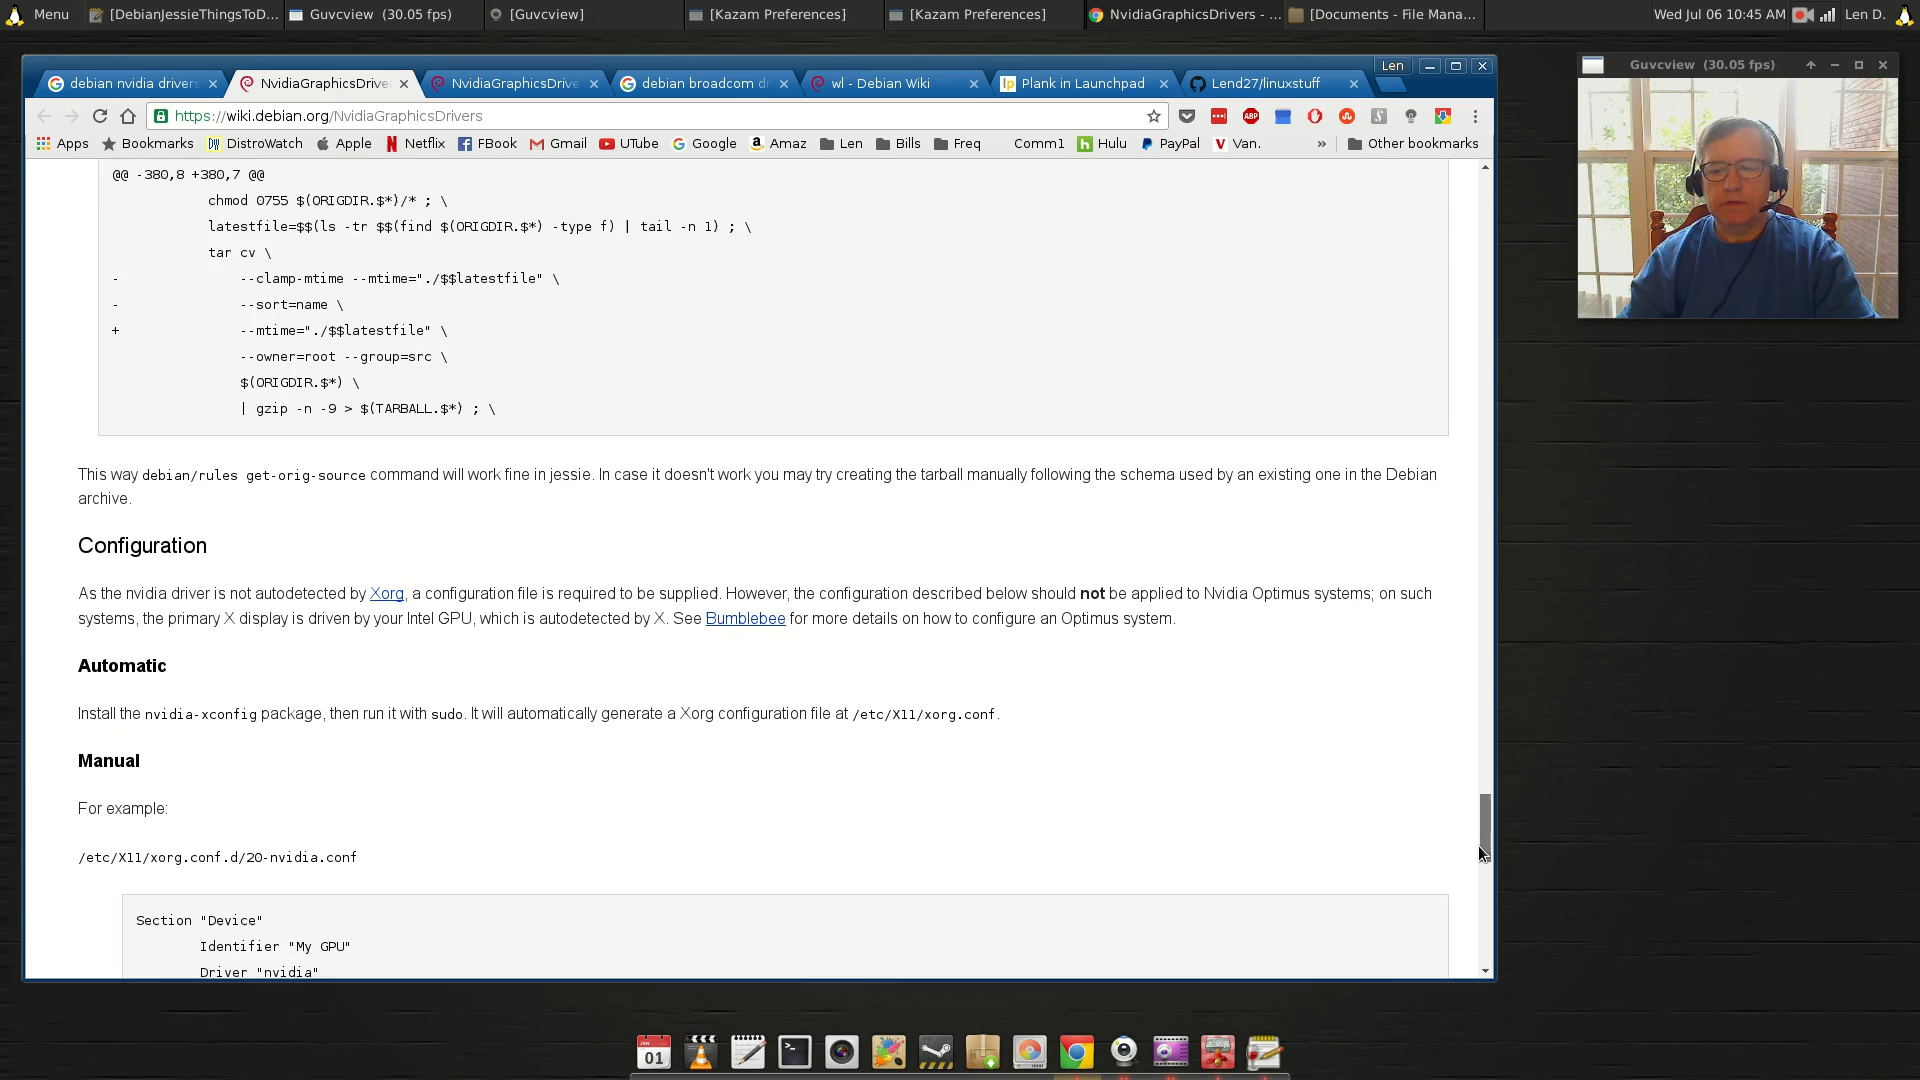 Menu
[DebianJessieThingsToD...
Guvcview (30.05 fps)
[Guvcview]
[Kazam Preferences]
[Kazam Preferences]
NvidiaGraphicsDrivers - ...
[Documents - File Mana...
Wed Jul 06 10:45 AM
Len D.
debian nvidia drivers
NvidiaGraphicsDrive
NvidiaGraphicsDrive
debian broadcom d
wl - Debian Wiki
Plank in Launchpad
Lend27/linuxstuff
Len
https://wiki.debian.org/NvidiaGraphicsDrivers
ABP
Apps
Bookmarks
DistroWatch
Apple
Netflix
FBook
Gmail
UTube
Google
Amaz
Len
Bills
Freq
Comm1
Hulu
PayPal
Van.
»
Other bookmarks
Guvcview (30.05 fps)
@@ -380,8 +380,7 @@
chmod 0755 $(ORIGDIR.$*)/* ; \
latestfile=$$(ls -tr $$(find $(ORIGDIR.$*) -type f) | tail -n 1) ; \
tar cv \
- --clamp-mtime --mtime="./$$latestfile" \
- --sort=name \
+ --mtime="./$$latestfile" \
--owner=root --group=src \
$(ORIGDIR.$*) \
| gzip -n -9 > $(TARBALL.$*) ; \
This way debian/rules get-orig-source command will work fine in jessie. In case it doesn't work you may try creating the tarball manually following the schema used by an existing one in the Debian
archive.
Configuration
As the nvidia driver is not autodetected by Xorg, a configuration file is required to be supplied. However, the configuration described below should not be applied to Nvidia Optimus systems; on such
systems, the primary X display is driven by your Intel GPU, which is autodetected by X. See Bumblebee for more details on how to configure an Optimus system.
Automatic
Install the nvidia-xconfig package, then run it with sudo. It will automatically generate a Xorg configuration file at /etc/X11/xorg.conf.
Manual
For example:
/etc/X11/xorg.conf.d/20-nvidia.conf
Section "Device"
Identifier "My GPU"
Driver "nvidia"
JAN
01